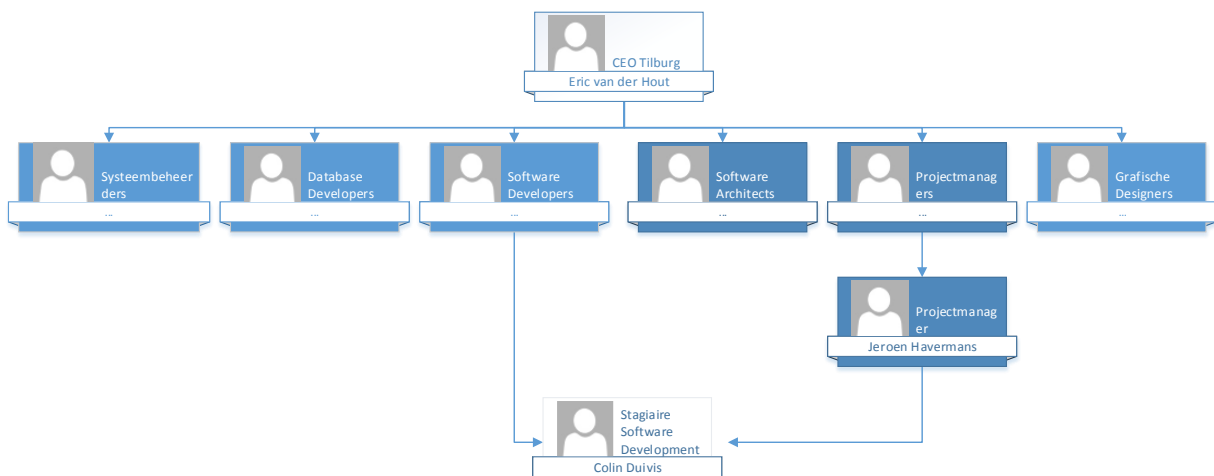 CEO Tilburg
Eric van der Hout
Systeembeheer
ders
...
Database
Developers
...
Software
Developers
...
Software
Architects
...
Projectmanag
ers
...
Grafische
Designers
...
Projectmanag
er
Jeroen Havermans
Stagiaire
Software
Development
Colin Duivis